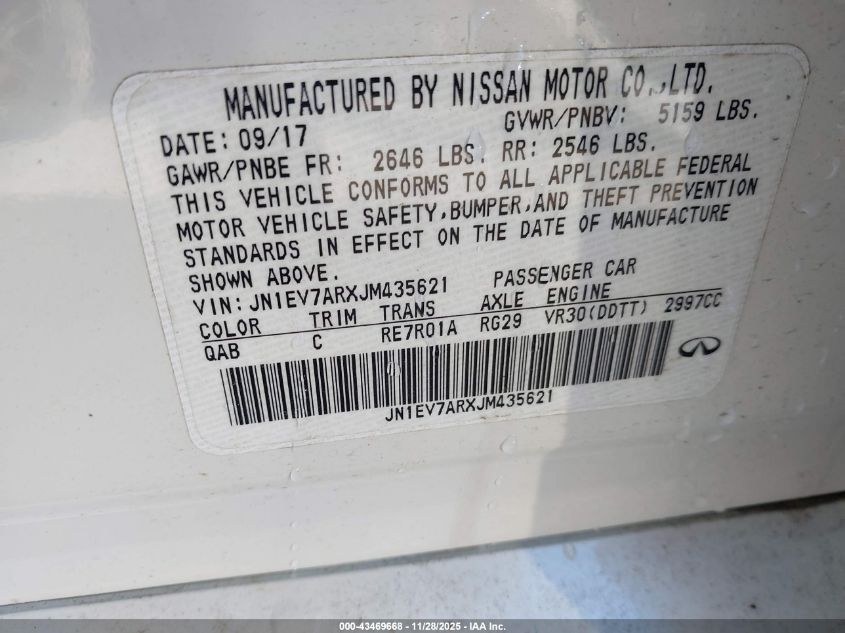 MANUFACTURED BY NISSAN MOTOR CO.,LTD.
DATE: 09/17 GVWR/PNBV: 5159 LBS.
GAWR/PNBE FR: 2646 LBS. RR: 2546 LBS.
THIS VEHICLE CONFORMS TO ALL APPLICABLE FEDERAL
MOTOR VEHICLE SAFETY,BUMPER,AND THEFT PREVENTION
STANDARDS IN EFFECT ON THE DATE OF MANUFACTURE
SHOWN ABOVE.
VIN: JN1EV7ARXJM435621 PASSENGER CAR
COLOR TRIM TRANS AXLE ENGINE
QAB C RE7R01A RG29 VR30(DDTT) 2997CC
JN1EV7ARXJM435621
000-43469668 - 11/28/2025 - IAA Inc.